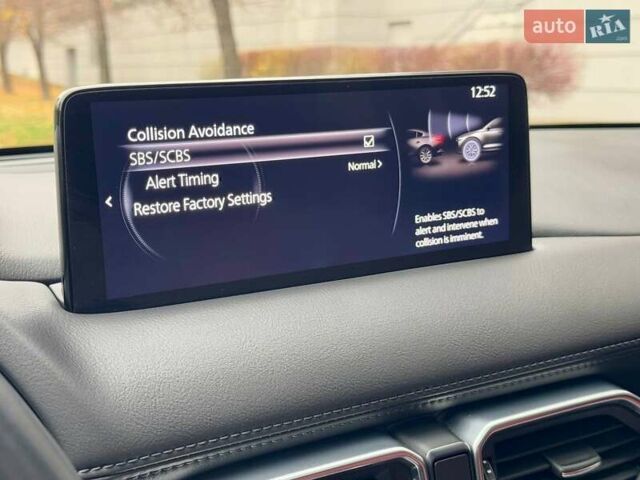 auto RIA
.com
12:52
Collision Avoidance
SBS/SCBS
Alert Timing
Normal
Restore Factory Settings
Enables SBS/SCBS to
alert and intervene when
collision is imminent.